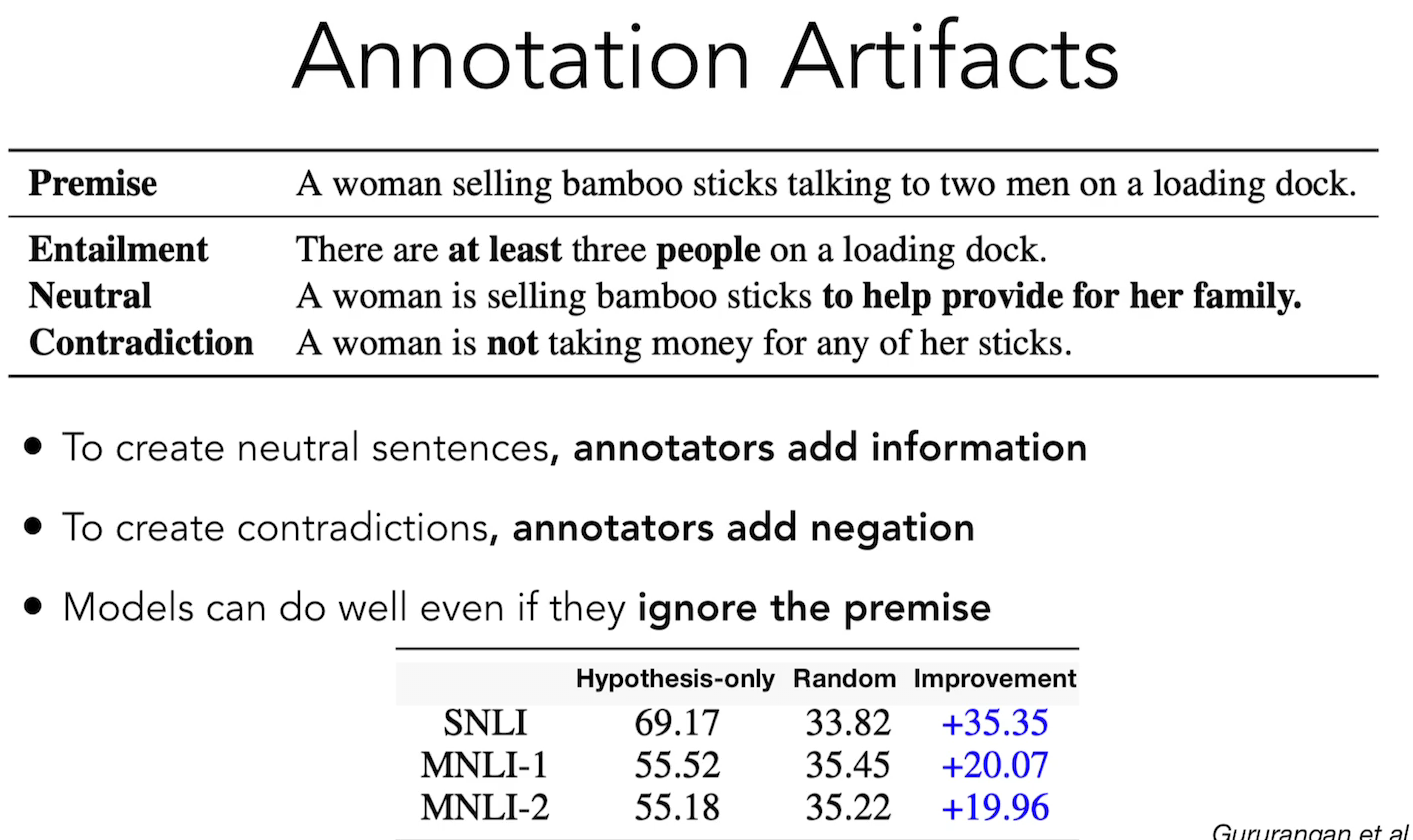 Annotation Artifacts
Premise A woman selling bamboo sticks talking to two men on a loading dock.
Entailment There are at least three people on a loading dock.
Neutral A woman is selling bamboo sticks to help provide for her family.
Contradiction A woman is not taking money for any of her sticks.
• To create neutral sentences, annotators add information
• To create contradictions, annotators add negation
• Models can do well even if they ignore the premise
Hypothesis-only Random Improvement
SNLI 69.17 33.82 +35.35
MNLI-1 55.52 35.45 +20.07
MNLI-2 55.18 35.22 +19.96
Gururangan et al